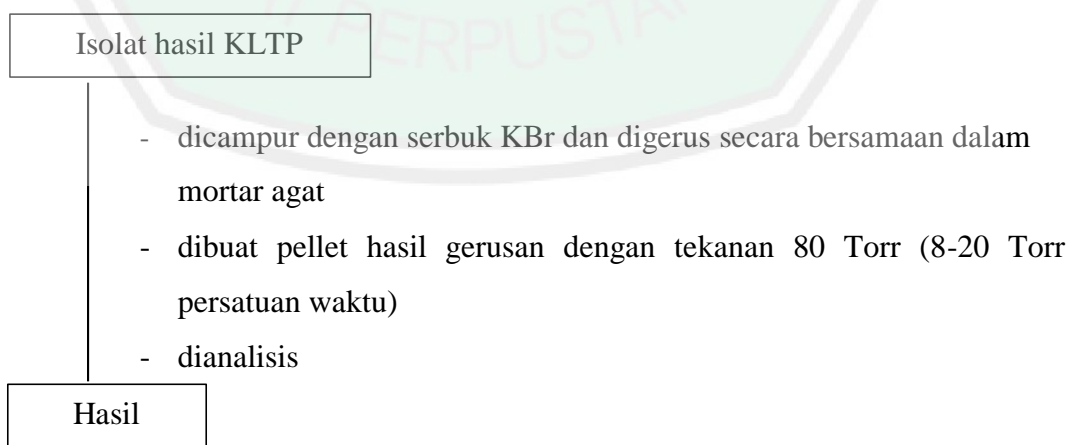 PERPUSTA
Isolat hasil KLTP
- dicampur dengan serbuk KBr dan digerus secara bersamaan dalam
mortar agat
- dibuat pellet hasil gerusan dengan tekanan 80 Torr (8-20 Torr
persatuan waktu)
- dianalisis
Hasil